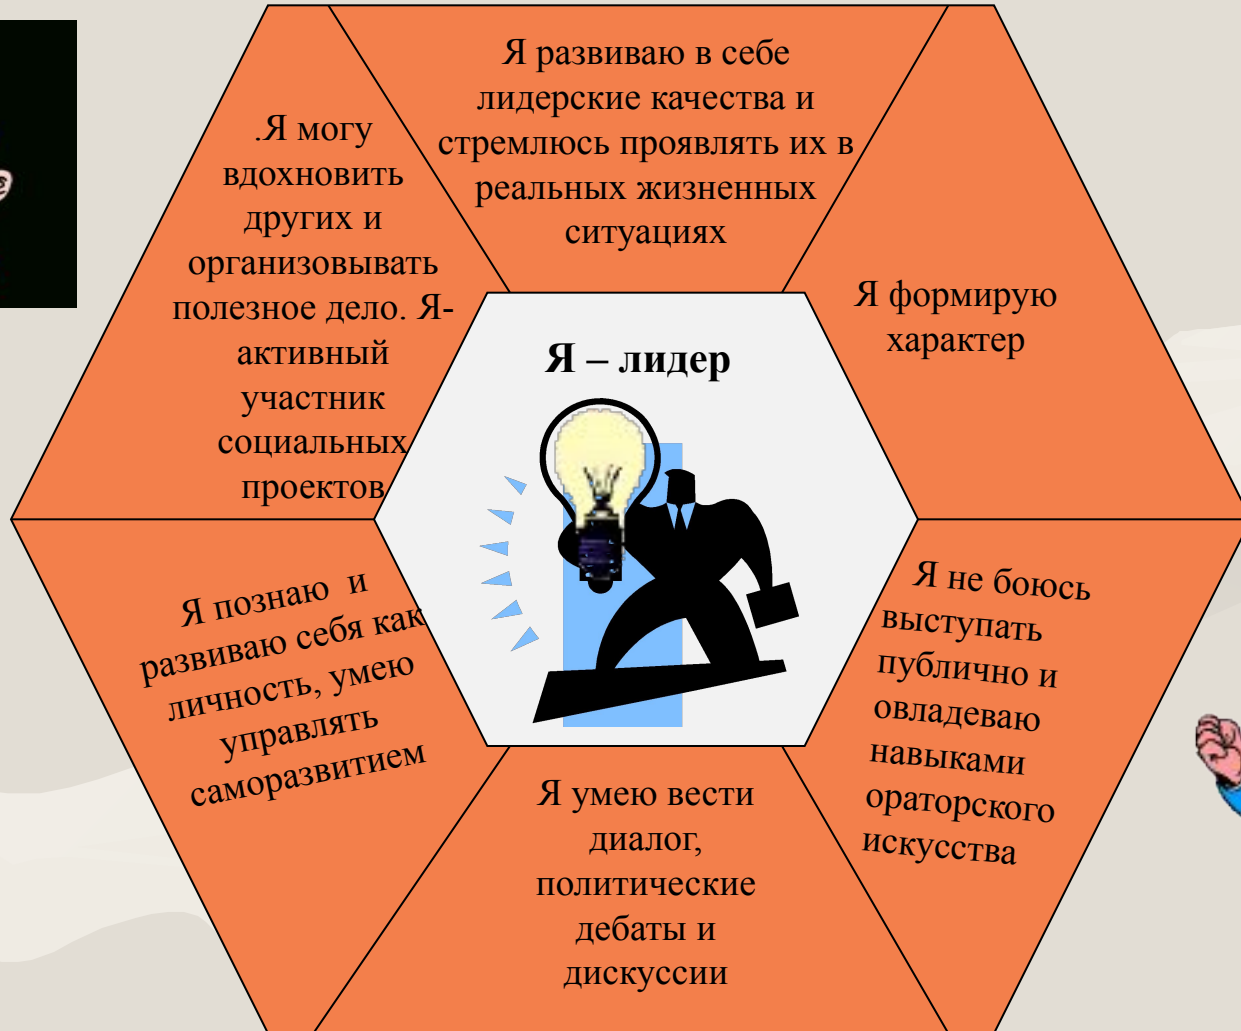 Я развиваю в себе
лидерские качества и
стремлюсь проявлять их в
реальных жизненных
ситуациях
.Я могу
вдохновить
других и
организовывать
полезное дело. Я-
активный
участник
социальных
проектов
Я формирую
характер
Я – лидер
Я познаю  и
развиваю себя как
личность, умею
управлять
саморазвитием
Я не боюсь
выступать
публично и
овладеваю
навыками
ораторского
искусства
Я умею вести
диалог,
политические
дебаты и
дискуссии